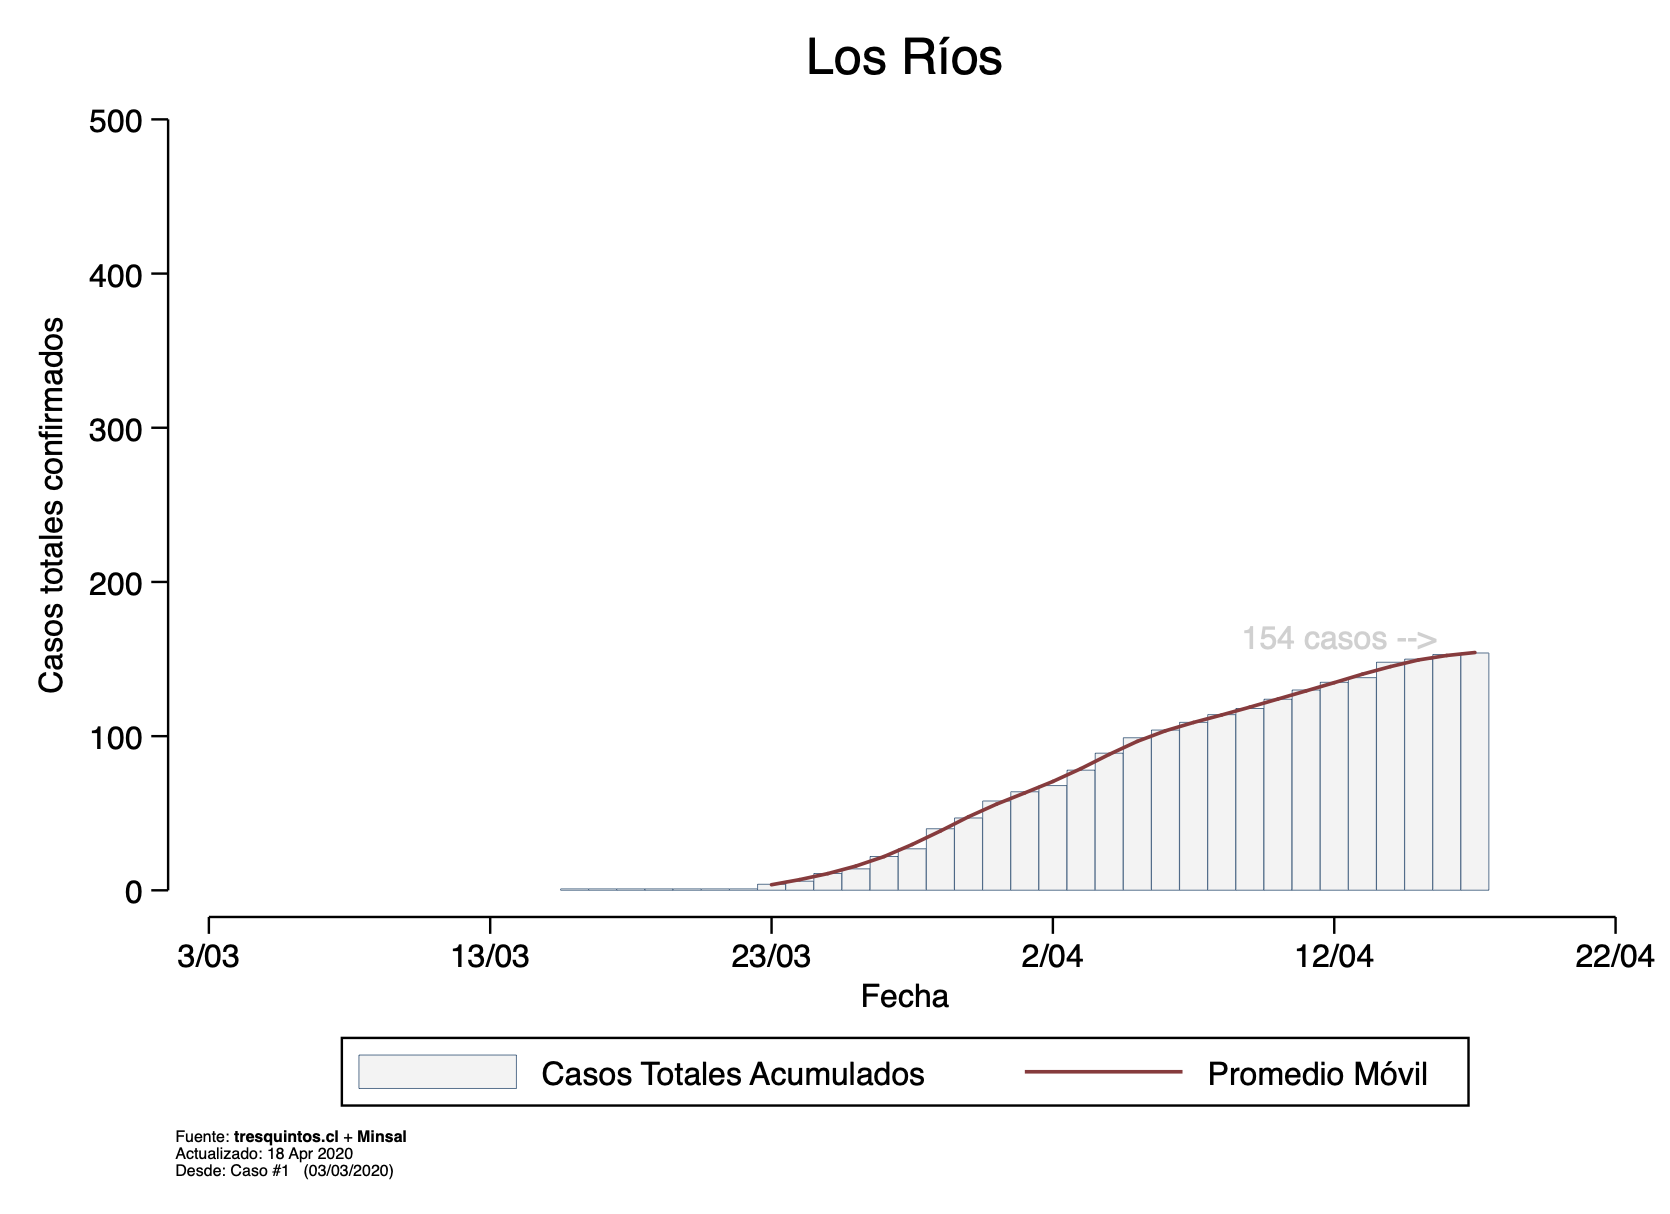 Los Ríos
500
400
300
200
100
0
Casos totales confirmados
154 casos -->
3/03 13/03 23/03 2/04 12/04 22/04
Fecha
Casos Totales Acumulados Promedio Móvil
Fuente: tresquintos.cl + Minsal
Actualizado: 18 Apr 2020
Desde: Caso #1 (03/03/2020)